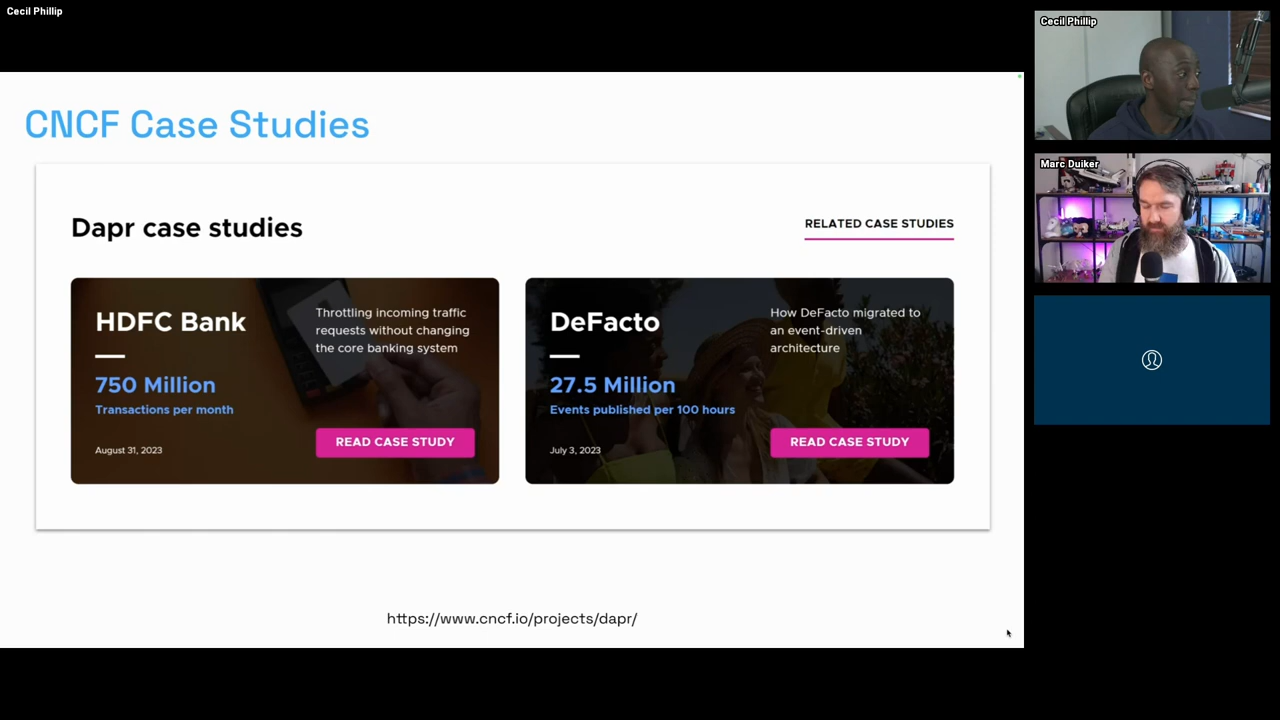 Cecil Phillip
CNCF Case Studies
Dapr case studies
RELATED CASE STUDIES
HDFC Bank
750 Million
Transactions per month
August 31, 2023
Throttling incoming traffic
requests without changing
the core banking system
READ CASE STUDY
DeFacto
27.5 Million
Events published per 100 hours
July 3, 2023
How DeFacto migrated to
an event-driven
architecture
READ CASE STUDY
https://www.cncf.io/projects/dapr/
Cecil Phillip
Marc Duiker